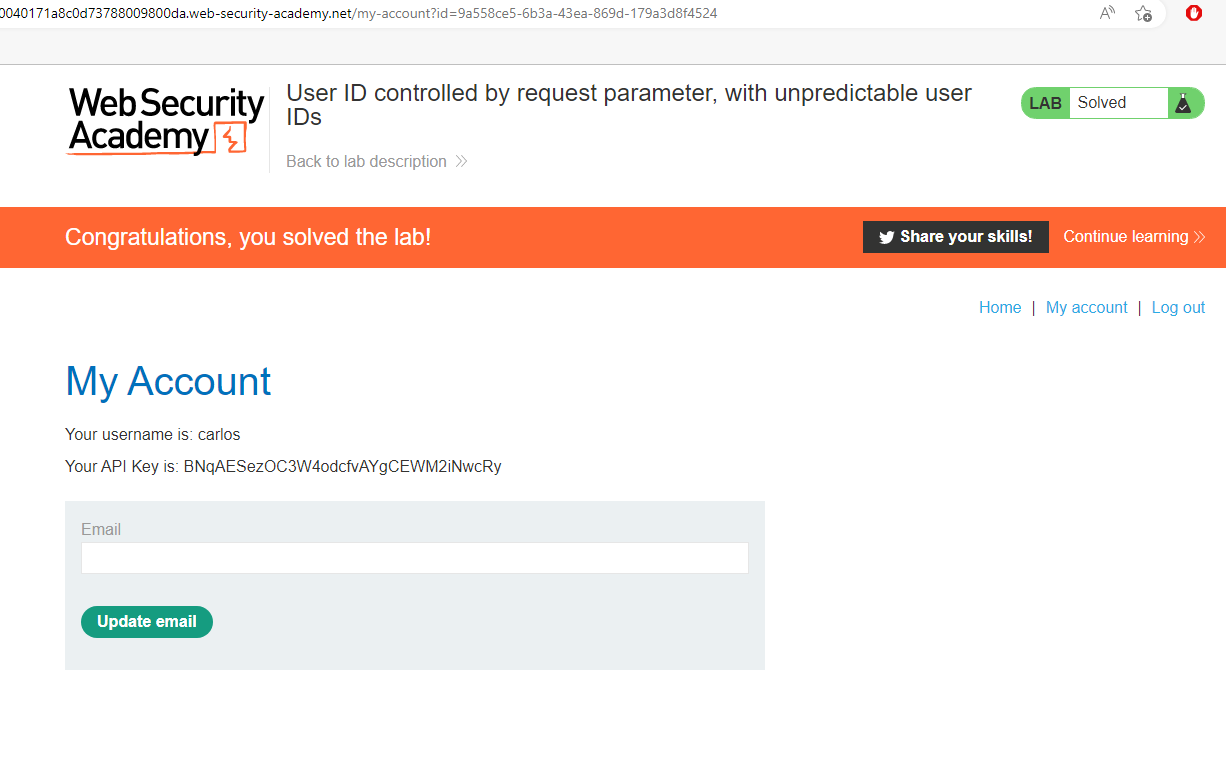 0040171a8c0d73788009800da.web-security-academy.net/my-account?id=9a558ce5-6b3a-43ea-869d-179a3d8f4524
Web Security
Academy
User ID controlled by request parameter, with unpredictable user
IDs
Back to lab description
LAB Solved
Congratulations, you solved the lab!
Share your skills!
Continue learning
Home | My account | Log out
My Account
Your username is: carlos
Your API Key is: BNqAESezOC3W4odcfvAYgCEWM2iNwcRy
Email
Update email